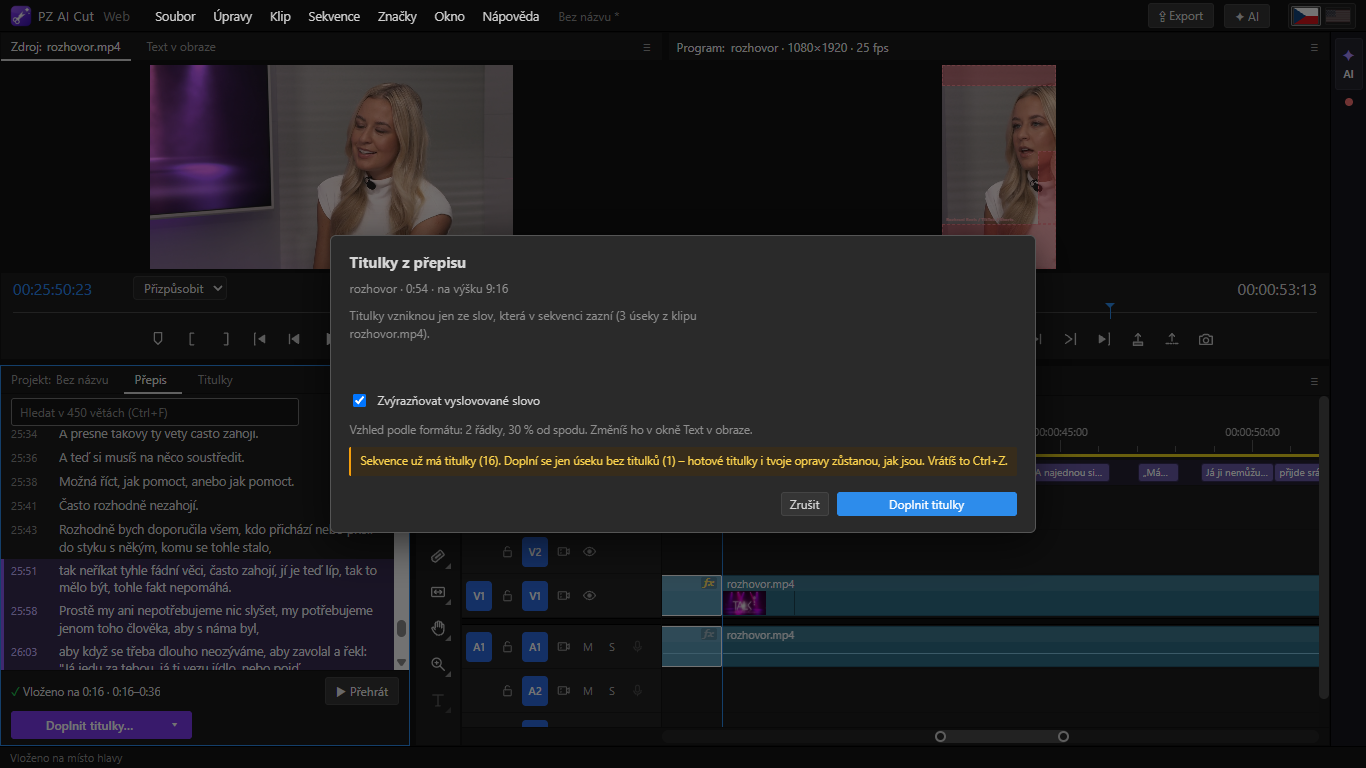 PZ AI Cut Web Soubor Úpravy Klip Sekvence Značky Okno Nápověda Bez názvu * Export AI
Zdroj: rozhovor.mp4 Text v obraze
Program: rozhovor · 1080×1920 · 25 fps
AI
00:25:50:23 Přizpůsobit
00:00:53:13
Titulky z přepisu
rozhovor · 0:54 · na výšku 9:16
Titulky vzniknou jen ze slov, která v sekvenci zazní (3 úseky z klipu
rozhovor.mp4).
Zvýrazňovat vyslovované slovo
Vzhled podle formátu: 2 řádky, 30 % od spodu. Změníš ho v okně Text v obraze.
Sekvence už má titulky (16). Doplní se jen úseku bez titulků (1) – hotové titulky i tvoje opravy zůstanou, jak jsou. Vrátíš to Ctrl+Z.
Zrušit Doplnit titulky
Projekt: Bez názvu Přepis Titulky
Hledat v 450 větách (Ctrl+F)
25:34 A přesně takový ty věty často zahojí.
25:36 A teď si musíš na něco soustředit.
25:38 Možná říct, jak pomoct, anebo jak pomoct.
25:41 Často rozhodně nezahojí.
25:43 Rozhodně bych doporučila všem, kdo přichází
do styku s někým, komu se tohle stalo,
25:51 tak neříkat tyhle fádní věci, často zahojí, jí je teď líp, tak to
mělo být, tohle fakt nepomáhá.
25:58 Prostě my ani nepotřebujeme nic slyšet, my potřebujeme
jenom toho člověka, aby s náma byl,
26:03 aby když se třeba dlouho neozýváme, aby zavolal a řekl:
"Já jedu za tebou, já ti vezu jídlo, nebo pojď
✓ Vloženo na 0:16 · 0:16–0:36 Přehrát
Doplnit titulky...
Vloženo na místo hlavy
00:00:45:00 00:00:50:00
A najednou si... „Má... Já ji nemůžu... přijde srá
V2
V1 V1 fx rozhovor.mp4
TALK
A1 A1 M S fx rozhovor.mp4
A2 M S